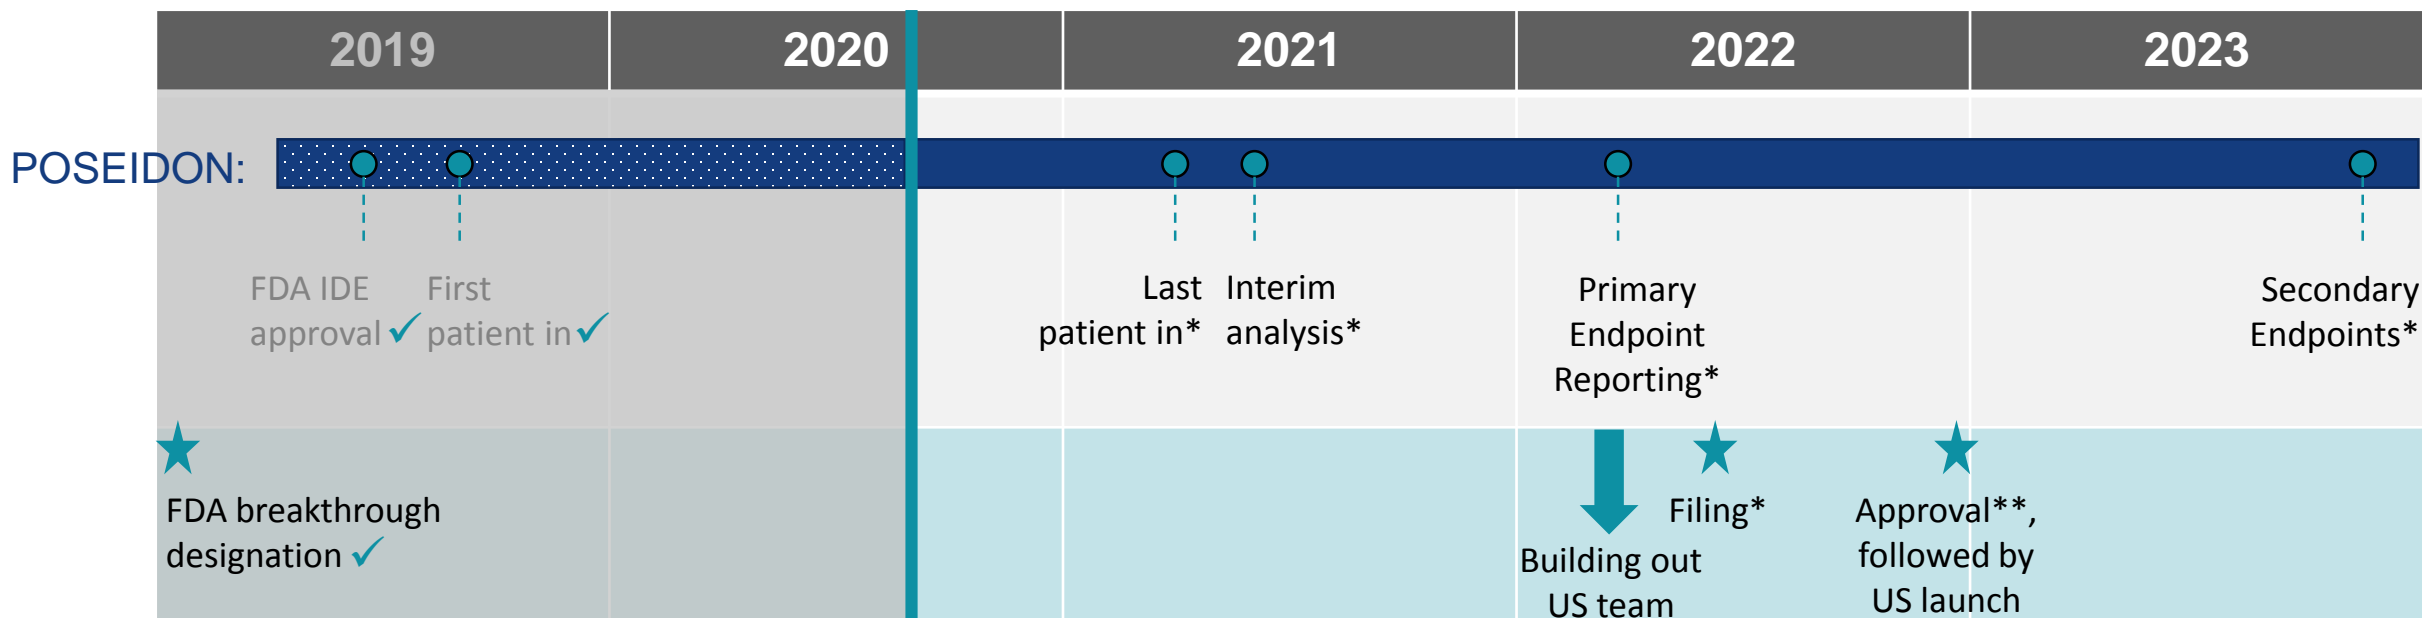 2019
2020
2021
2022
2023
POSEIDON:
FDA IDE
approval ✓
First
patient in ✓
Last
patient in*
Interim
analysis*
Primary
Endpoint
Reporting*
Secondary
Endpoints*
FDA breakthrough
designation ✓
Building out
US team
Filing*
Approval**,
followed by
US launch